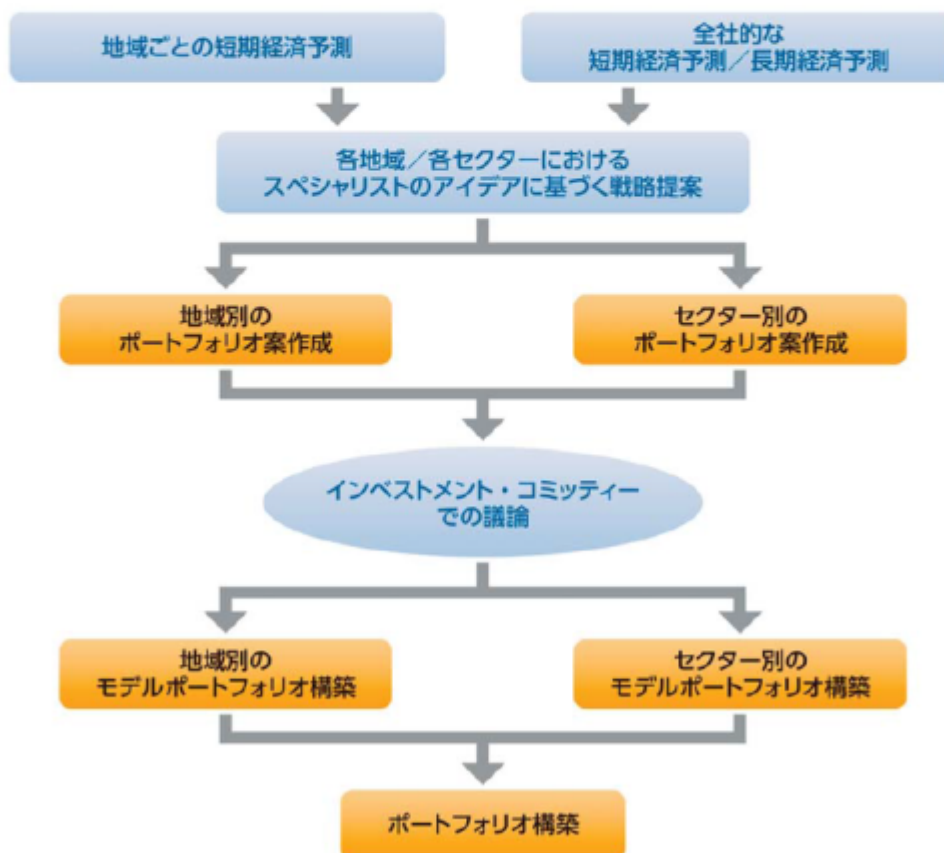 地域ごとの短期経済予測
全社的な
短期経済予測／長期経済予測
各地域／各セクターにおける
スペシャリストのアイデアに基づく戦略提案
地域別の
ポートフォリオ案作成
セクター別の
ポートフォリオ案作成
インベストメント・コミッティー
での議論
地域別の
モデルポートフォリオ構築
セクター別の
モデルポートフォリオ構築
ポートフォリオ構築